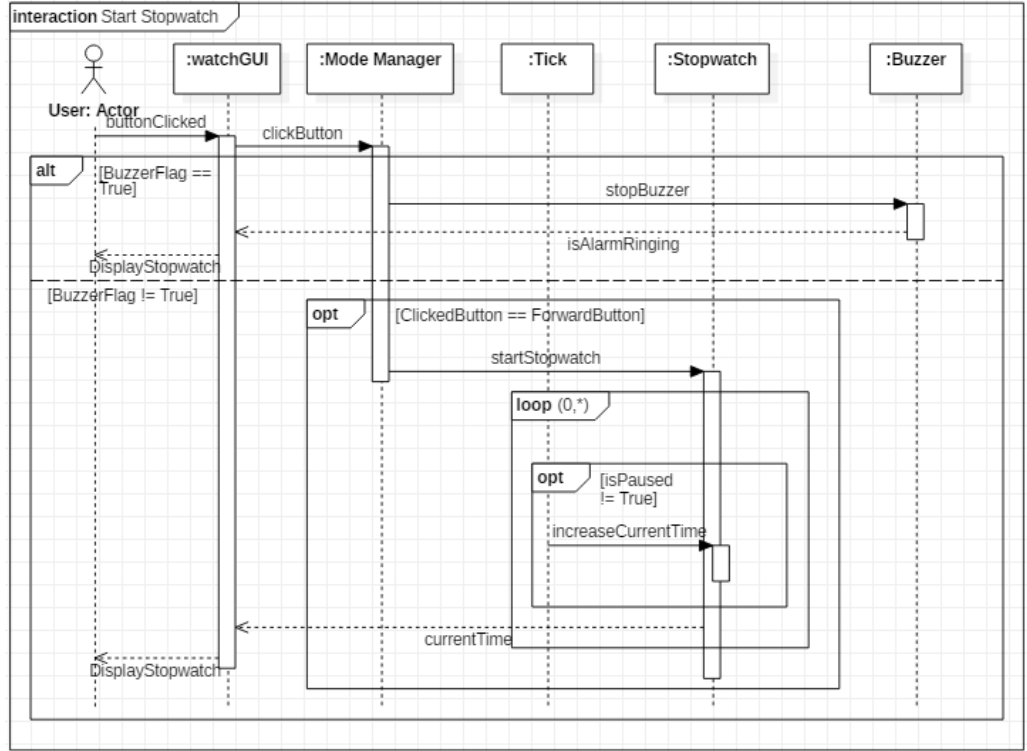 interaction Start Stopwatch
:watchGUI
:Mode Manager
:Tick
:Stopwatch
:Buzzer
User: Actor
buttonClicked
clickButton
alt
[BuzzerFlag ==
True]
stopBuzzer
isAlarmRinging
DisplayStopwatch
[BuzzerFlag != True]
opt
[ClickedButton == ForwardButton]
startStopwatch
loop (0,*)
opt
[isPaused
!= True]
increaseCurrentTime
currentTime
DisplayStopwatch